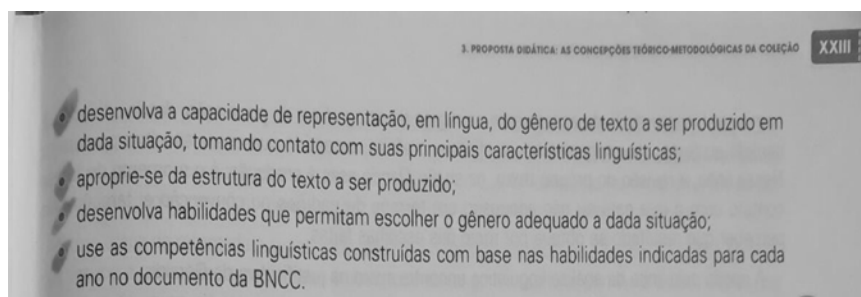 3. PROPOSTA DIDÁTICA: AS CONCEPÇÕES TEÓRICO-METODOLÓGICAS DA COLEÇÃO XXIII
• desenvolva a capacidade de representação, em língua, do gênero de texto a ser produzido em
dada situação, tomando contato com suas principais características linguísticas;
• aproprie-se da estrutura do texto a ser produzido;
• desenvolva habilidades que permitam escolher o gênero adequado a dada situação;
• use as competências linguísticas construídas com base nas habilidades indicadas para cada
ano no documento da BNCC.